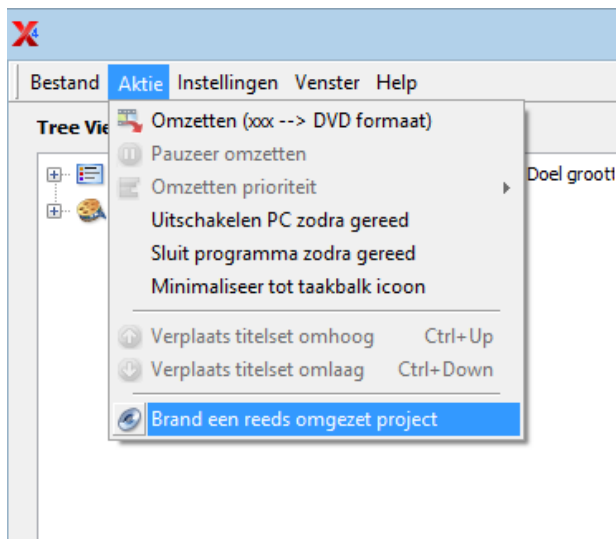 X4
Bestand Aktie Instellingen Venster Help
Tree Vie
Omzetten (xxx --> DVD formaat)
Pauzeer omzetten
Omzetten prioriteit
Doel groott
Uitschakelen PC zodra gereed
Sluit programma zodra gereed
Minimaliseer tot taakbalk icoon
Verplaats titelset omhoog Ctrl+Up
Verplaats titelset omlaag Ctrl+Down
Brand een reeds omgezet project